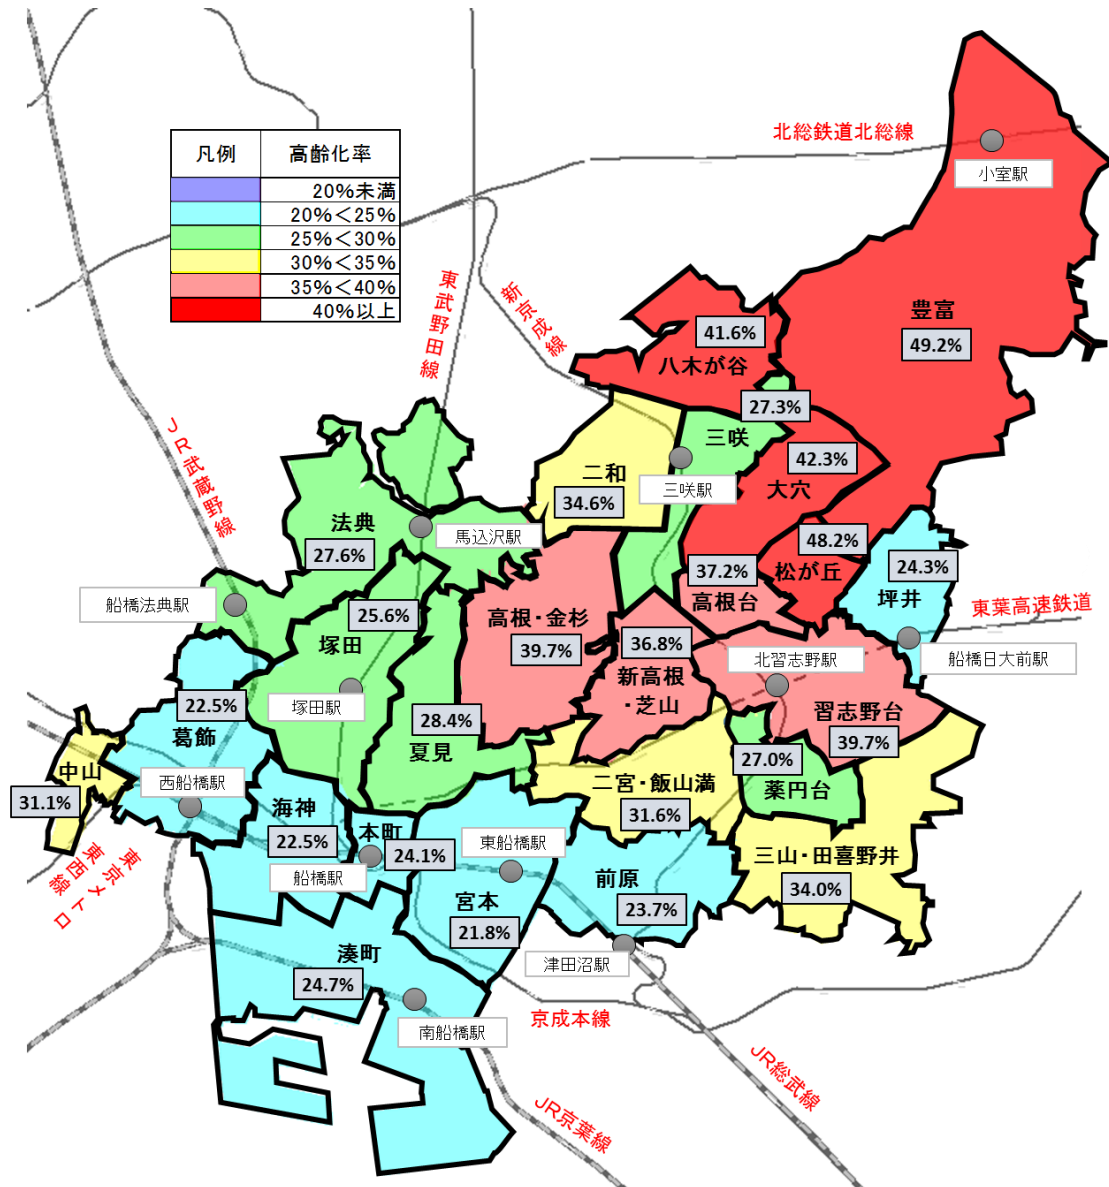 北総鉄道北総線
小室駅
凡例 高齢化率
20%未満
20%＜25%
25%＜30%
30%＜35%
35%＜40%
40%以上
東武野田線
新京成線
豊富
49.2%
41.6%
八木が谷
27.3%
三咲
JR武蔵野線
42.3%
大穴
二和
34.6%
三咲駅
法典
27.6%
馬込沢駅
48.2%
松が丘
24.3%
坪井
37.2%
高根台
船橋法典駅
25.6%
塚田
高根・金杉
39.7%
東葉高速鉄道
36.8%
新高根
・芝山
北習志野駅
船橋日大前駅
22.5%
葛飾
塚田駅
28.4%
夏見
習志野台
39.7%
27.0%
薬円台
中山
31.1%
西船橋駅
二宮・飯山満
31.6%
海神
22.5%
本町
24.1%
船橋駅
東船橋駅
東京メトロ
東西線
宮本
21.8%
前原
23.7%
三山・田喜野井
34.0%
湊町
24.7%
津田沼駅
南船橋駅
京成本線
JR総武線
JR京葉線